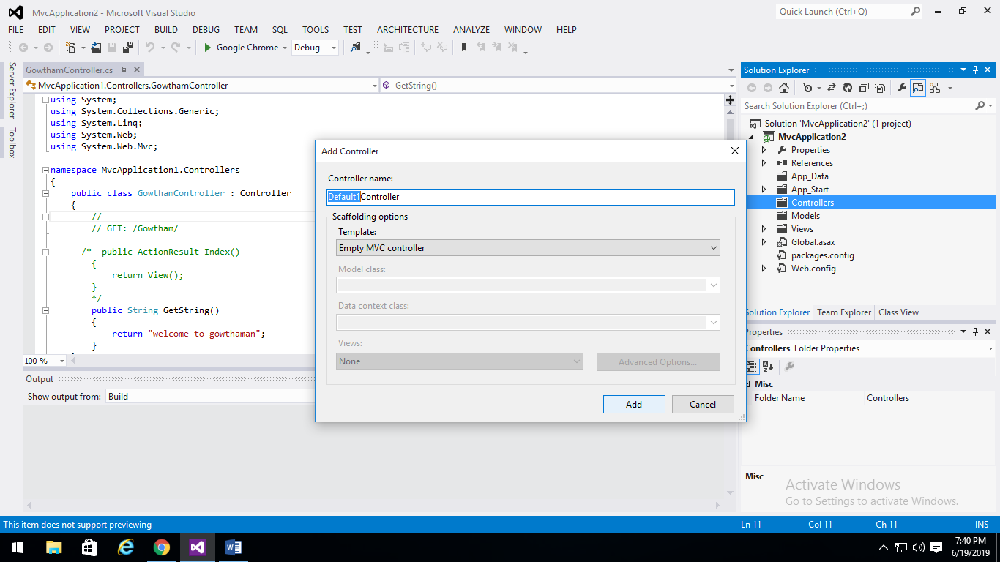 MvcApplication2 - Microsoft Visual Studio
Quick Launch (Ctrl+Q)
FILE EDIT VIEW PROJECT BUILD DEBUG TEAM SQL TOOLS TEST ARCHITECTURE ANALYZE WINDOW HELP
Google Chrome Debug
Server Explorer
Toolbox
GowthamController.cs
MvcApplication1.Controllers.GowthamController GetString()
using System;
using System.Collections.Generic;
using System.Linq;
using System.Web;
using System.Web.Mvc;
namespace MvcApplication1.Controllers
{
public class GowthamController : Controller
{
//
// GET: /Gowtham/
/* public ActionResult Index()
{
return View();
}
*/
public String GetString()
{
return "welcome to gowthaman";
}
100 %
Output
Show output from: Build
Add Controller
Controller name:
Default1Controller
Scaffolding options
Template:
Empty MVC controller
Model class:
Data context class:
Views:
None Advanced Options...
Add Cancel
Solution Explorer
Search Solution Explorer (Ctrl+;)
Solution 'MvcApplication2' (1 project)
MvcApplication2
Properties
References
App_Data
App_Start
Controllers
Models
Views
Global.asax
packages.config
Web.config
Solution Explorer Team Explorer Class View
Properties
Controllers Folder Properties
Misc
Folder Name Controllers
Misc
Activate Windows
Go to Settings to activate Windows.
This item does not support previewing Ln 11 Col 11 Ch 11 INS
7:40 PM
6/19/2019